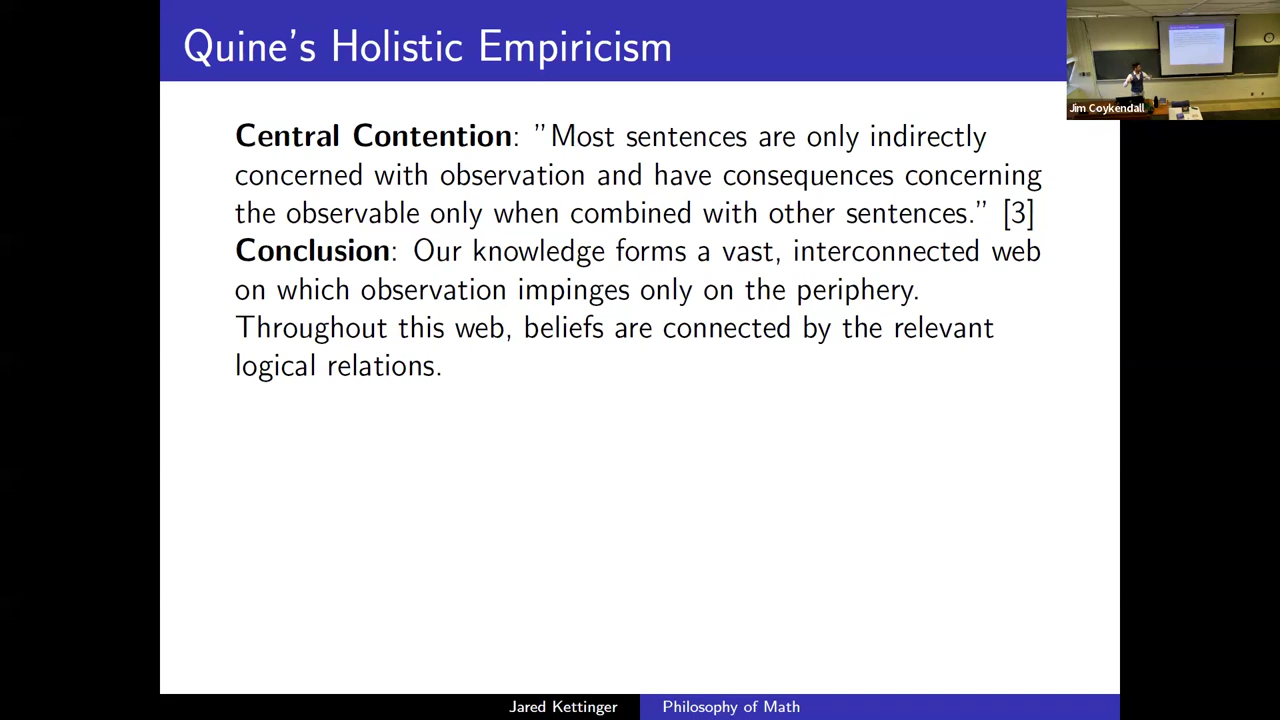 Quine's Holistic Empiricism
Jim Coykendall
Central Contention: "Most sentences are only indirectly
concerned with observation and have consequences concerning
the observable only when combined with other sentences." [3]
Conclusion: Our knowledge forms a vast, interconnected web
on which observation impinges only on the periphery.
Throughout this web, beliefs are connected by the relevant
logical relations.
Jared Kettinger
Philosophy of Math